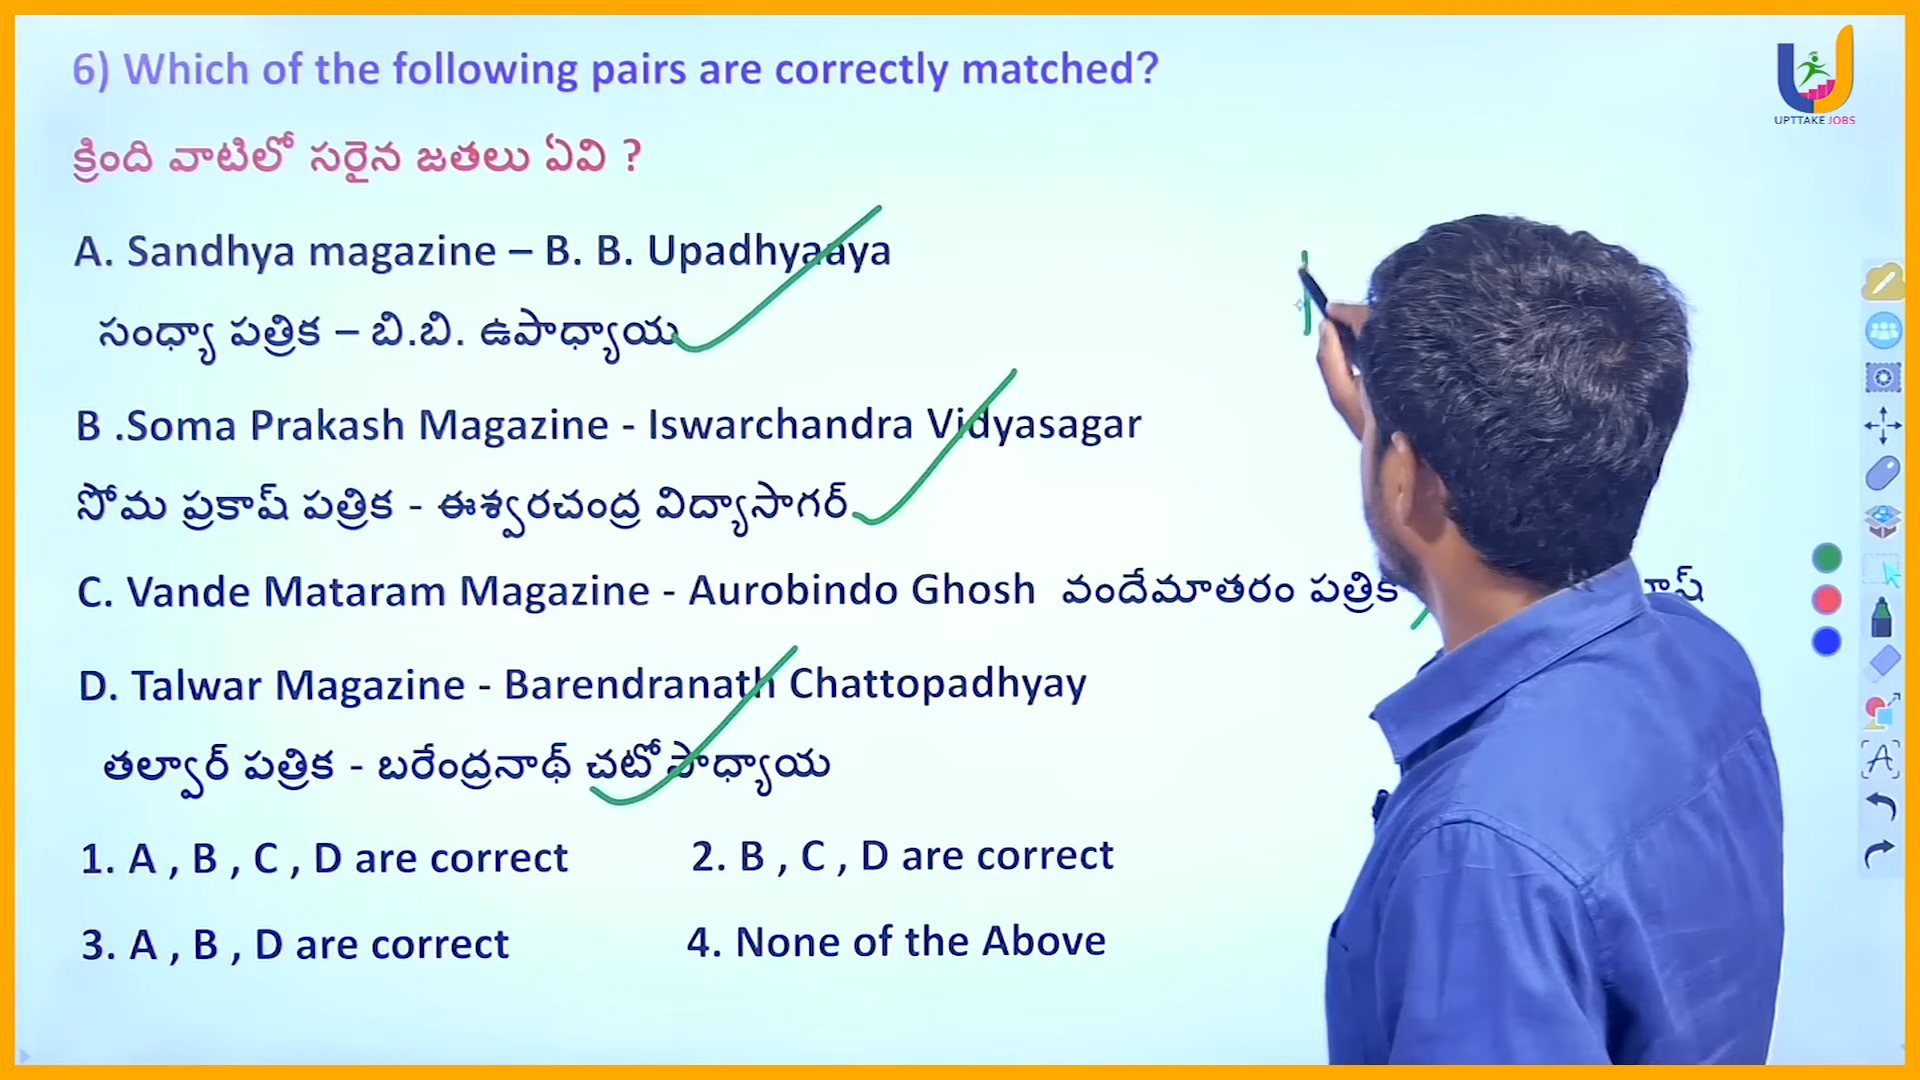 6) Which of the following pairs are correctly matched?
UPTTAKE JOBS
క్రింది వాటిలో సరైన జతలు ఏవి ?
A. Sandhya magazine – B. B. Upadhyaaya
సంధ్యా పత్రిక – బి.బి. ఉపాధ్యాయ
B .Soma Prakash Magazine - Iswarchandra Vidyasagar
సోమ ప్రకాష్ పత్రిక - ఈశ్వరచంద్ర విద్యాసాగర్
C. Vande Mataram Magazine - Aurobindo Ghosh వందేమాతరం పత్రిక
D. Talwar Magazine - Barendranath Chattopadhyay
తల్వార్ పత్రిక - బరేంద్రనాథ్ చటోపాధ్యాయ
1. A , B , C , D are correct 2. B , C , D are correct
3. A , B , D are correct 4. None of the Above